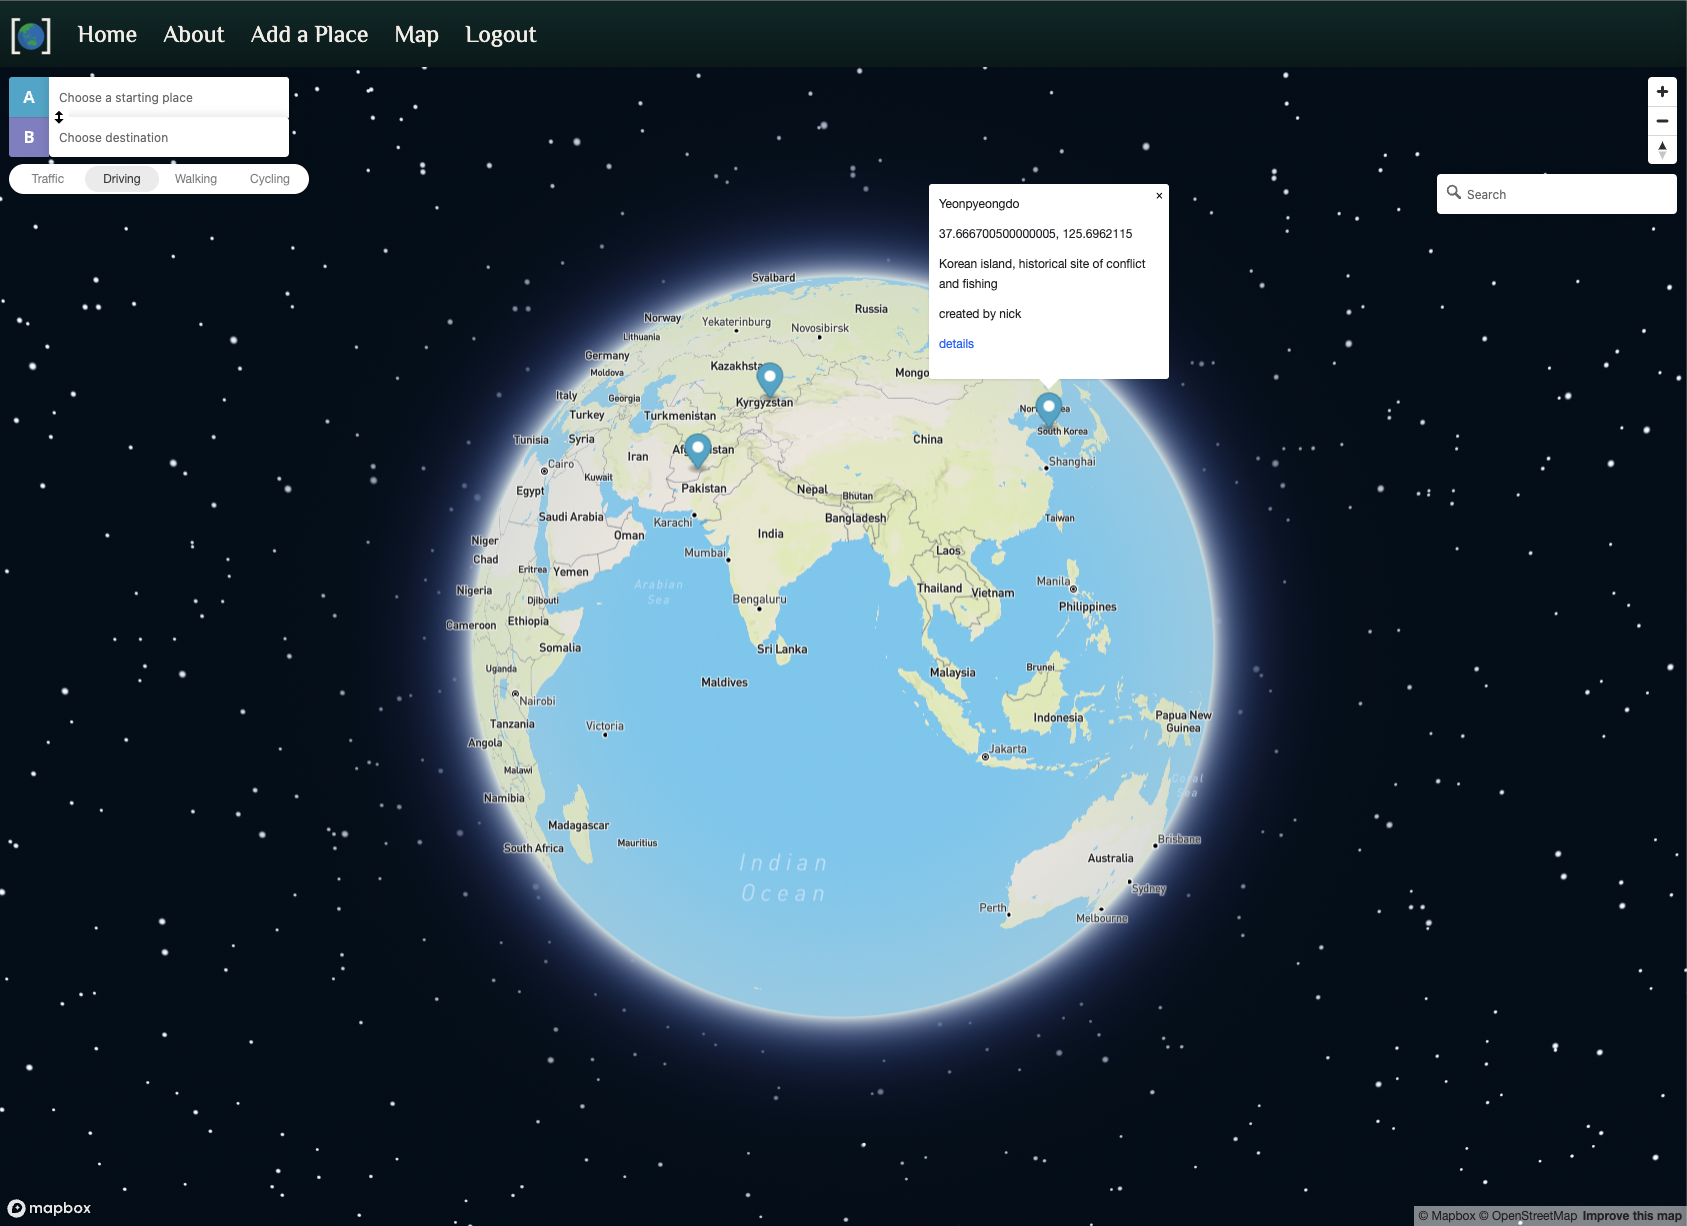 Home About Add a Place Map Logout
A Choose a starting place
B Choose destination
Traffic Driving Walking Cycling
Search
Yeonpyeongdo ×
37.666700500000005, 125.6962115
Korean island, historical site of conflict
and fishing
created by nick
details
Svalbard
Russia
Norway
Yekaterinburg
Novosibirsk
Lithuania
Germany
Moldova
Kazakhsta
Mongo
Italy
Georgia
Kyrgyzstan
Turkey
Turkmenistan
South Korea
Tunisia
Syria
China
Iran
Cairo
Kuwait
Shanghai
Egypt
Pakistan
Nepal
Bhutan
Saudi Arabia
Karachi
Bangladesh
Taiwan
Oman
India
Niger
Mumbai
Laos
Chad
Eritrea
Yemen
Arabian
Sea
Thailand
Vietnam
Manila
Nigeria
Djibouti
Bengaluru
Philippines
Cameroon
Ethiopia
Somalia
Sri Lanka
Uganda
Maldives
Malaysia
Brunei
Nairobi
Tanzania
Victoria
Indonesia
Papua New
Guinea
Angola
Jakarta
Malawi
Coral
Sea
Namibia
Madagascar
Mauritius
South Africa
Brisbane
Australia
Indian
Ocean
Sydney
Perth
Melbourne
mapbox
© Mapbox © OpenStreetMap Improve this map